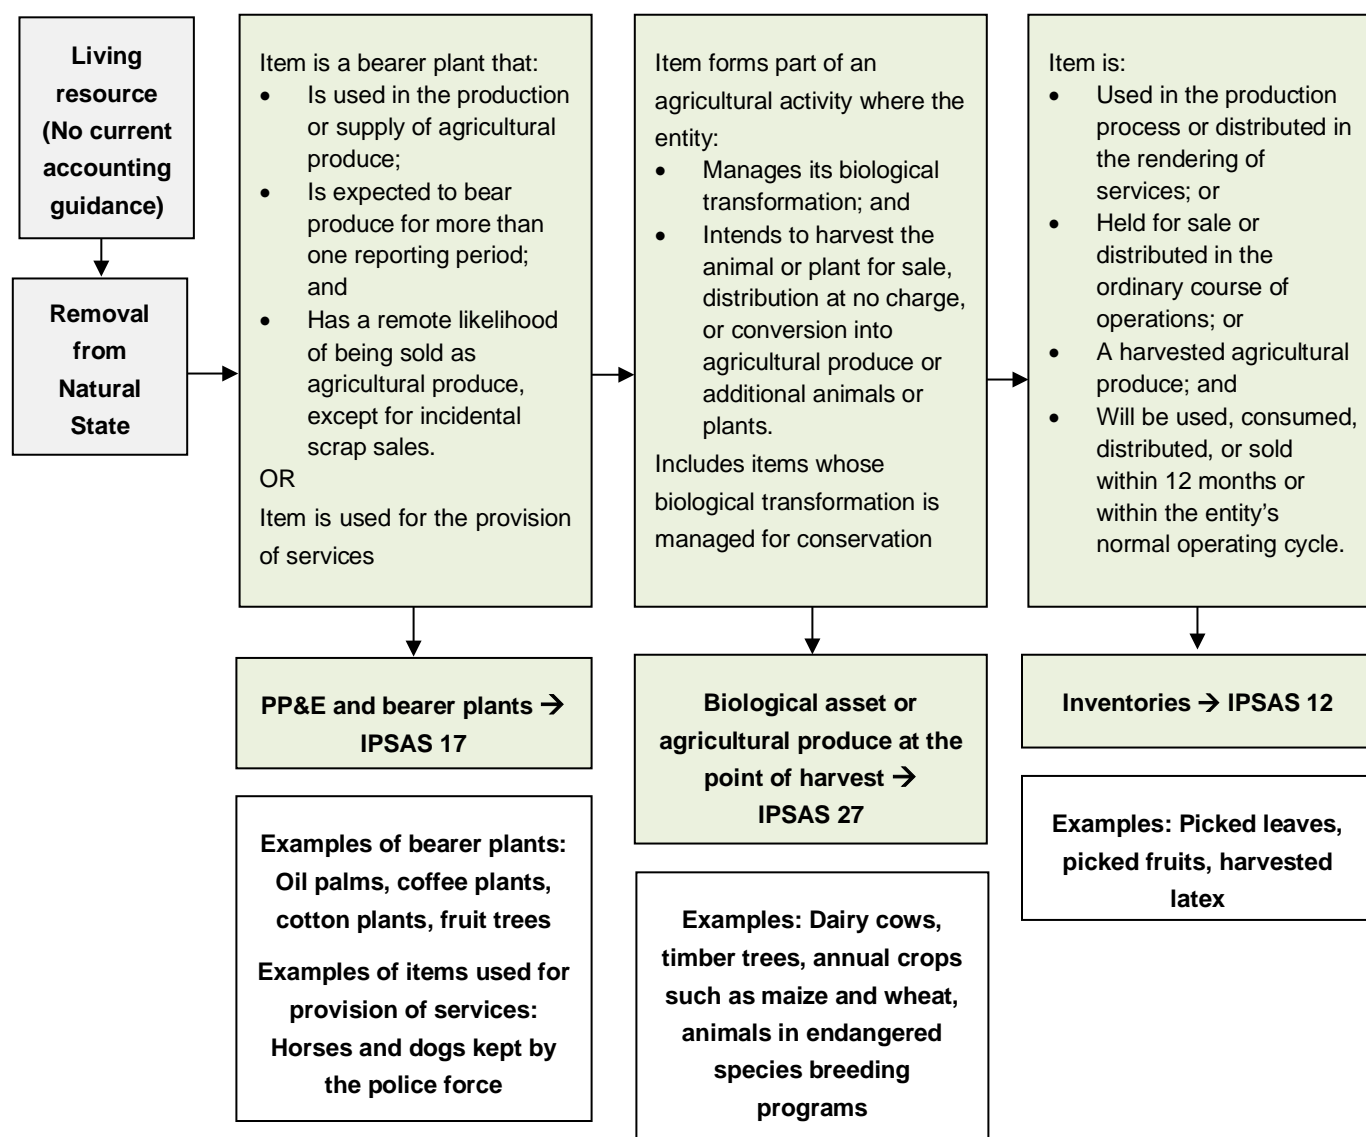 Living
resource
(No current
accounting
guidance)
Removal
from
Natural
State
Item is a bearer plant that:
• Is used in the production
or supply of agricultural
produce;
• Is expected to bear
produce for more than
one reporting period;
and
• Has a remote likelihood
of being sold as
agricultural produce,
except for incidental
scrap sales.
OR
Item is used for the provision
of services
Item forms part of an
agricultural activity where the
entity:
• Manages its biological
transformation; and
• Intends to harvest the
animal or plant for sale,
distribution at no charge,
or conversion into
agricultural produce or
additional animals or
plants.
Includes items whose
biological transformation is
managed for conservation
Item is:
• Used in the production
process or distributed in
the rendering of
services; or
• Held for sale or
distributed in the
ordinary course of
operations; or
• A harvested agricultural
produce; and
• Will be used, consumed,
distributed, or sold
within 12 months or
within the entity’s
normal operating cycle.
PP&E and bearer plants →
IPSAS 17
Biological asset or
agricultural produce at the
point of harvest →
IPSAS 27
Inventories → IPSAS 12
Examples of bearer plants:
Oil palms, coffee plants,
cotton plants, fruit trees
Examples of items used for
provision of services:
Horses and dogs kept by
the police force
Examples: Dairy cows,
timber trees, annual crops
such as maize and wheat,
animals in endangered
species breeding
programs
Examples: Picked leaves,
picked fruits, harvested
latex